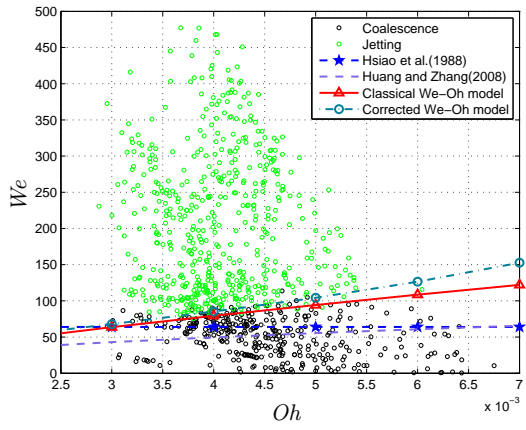 500
450
400
350
300
250
200
150
100
50
0
We
Coalescence
Jetting
Hsiao et al.(1988)
Huang and Zhang(2008)
Classical We−Oh model
Corrected We−Oh model
2.5 3 3.5 4 4.5 5 5.5 6 6.5 7
Oh
x 10⁻³